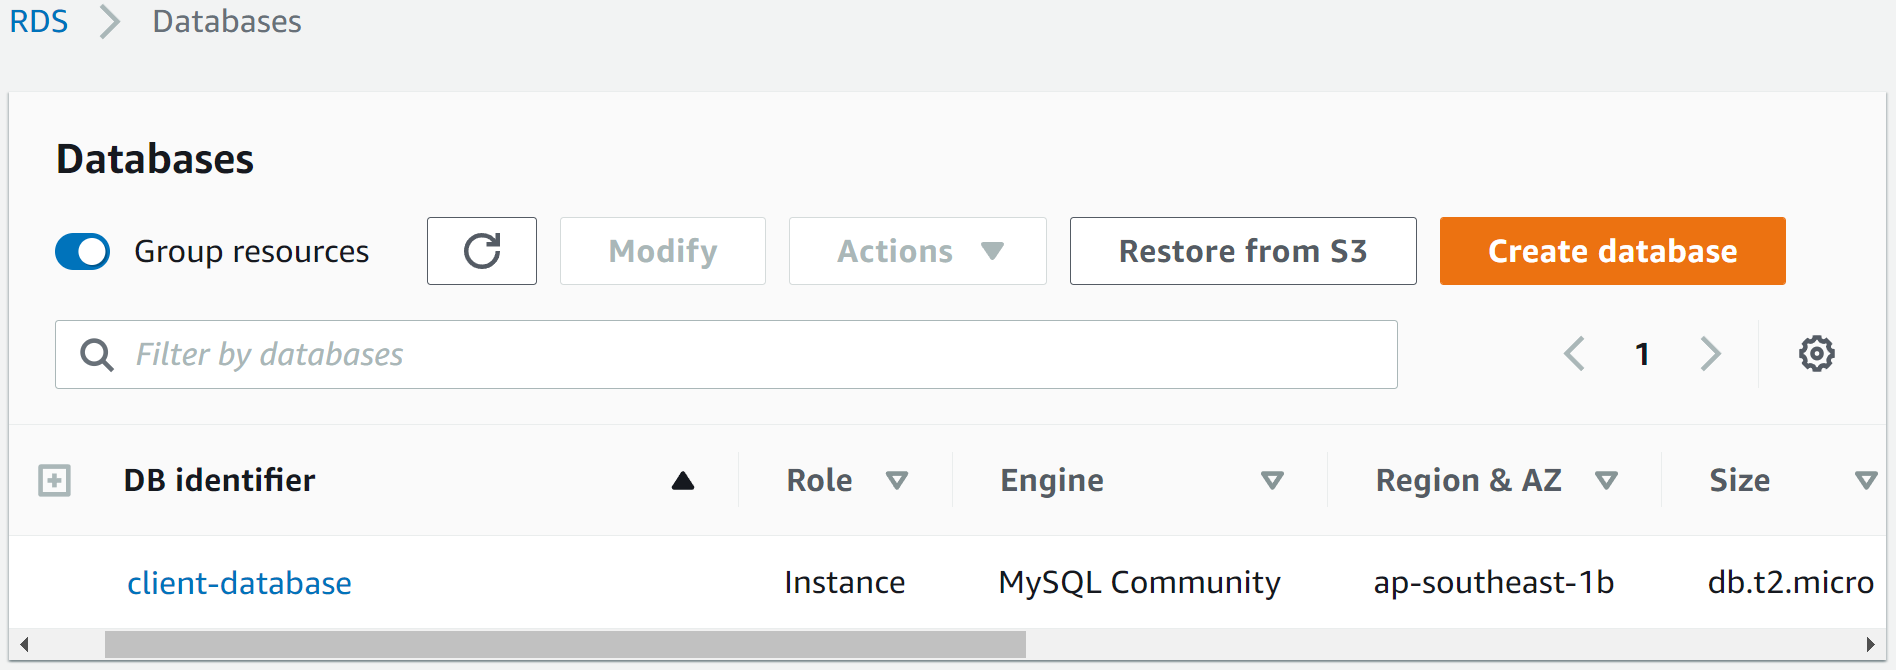 RDS Databases
Databases
Group resources Modify Actions Restore from S3 Create database
Filter by databases 1
DB identifier Role Engine Region & AZ Size
client-database Instance MySQL Community ap-southeast-1b db.t2.micro